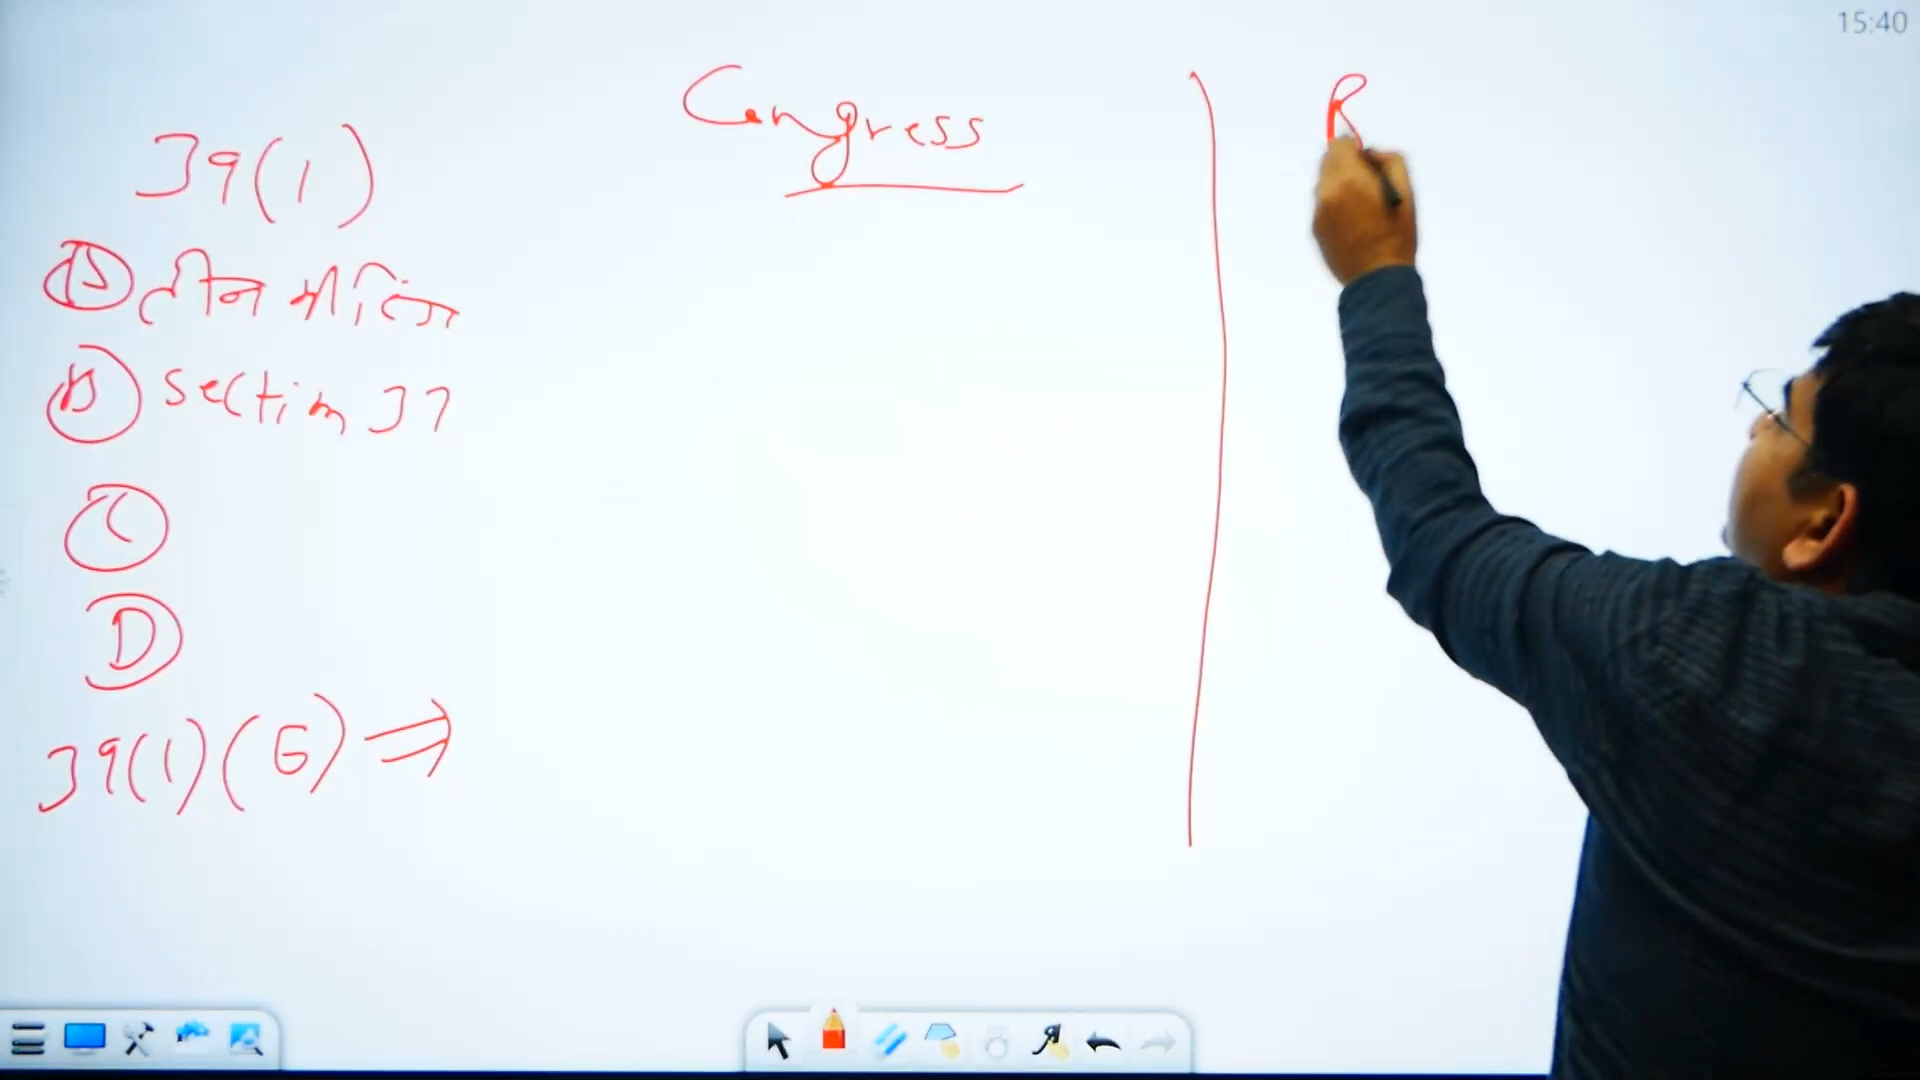 15:40
Congress
R
39(1)
A तीन मीटिंग
B Section 37
C
D
39(1)(G) ⇒